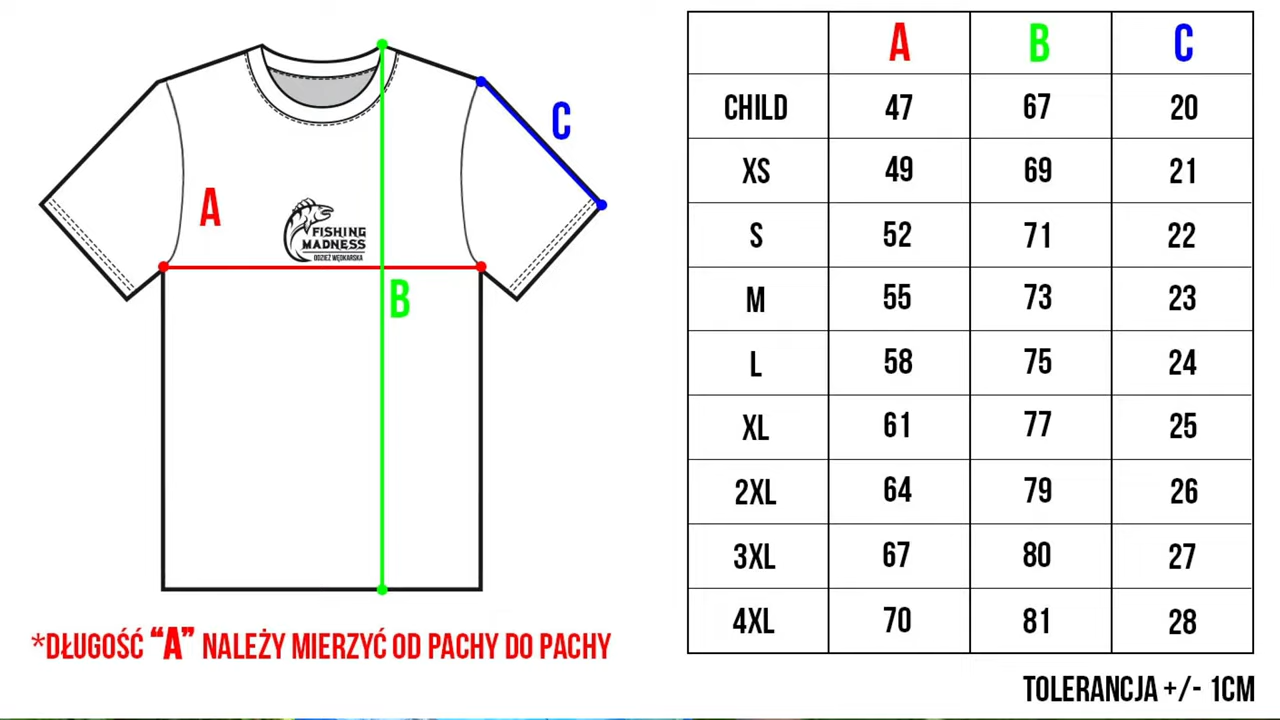 A B C
C
CHILD 47 67 20
XS 49 69 21
A
S 52 71 22
FISHING
MADNESS
ODZIEŻ WĘDKARSKA
B
M 55 73 23
L 58 75 24
XL 61 77 25
2XL 64 79 26
3XL 67 80 27
4XL 70 81 28
*DŁUGOŚĆ “A” NALEŻY MIERZYĆ OD PACHY DO PACHY
TOLERANCJA +/- 1CM